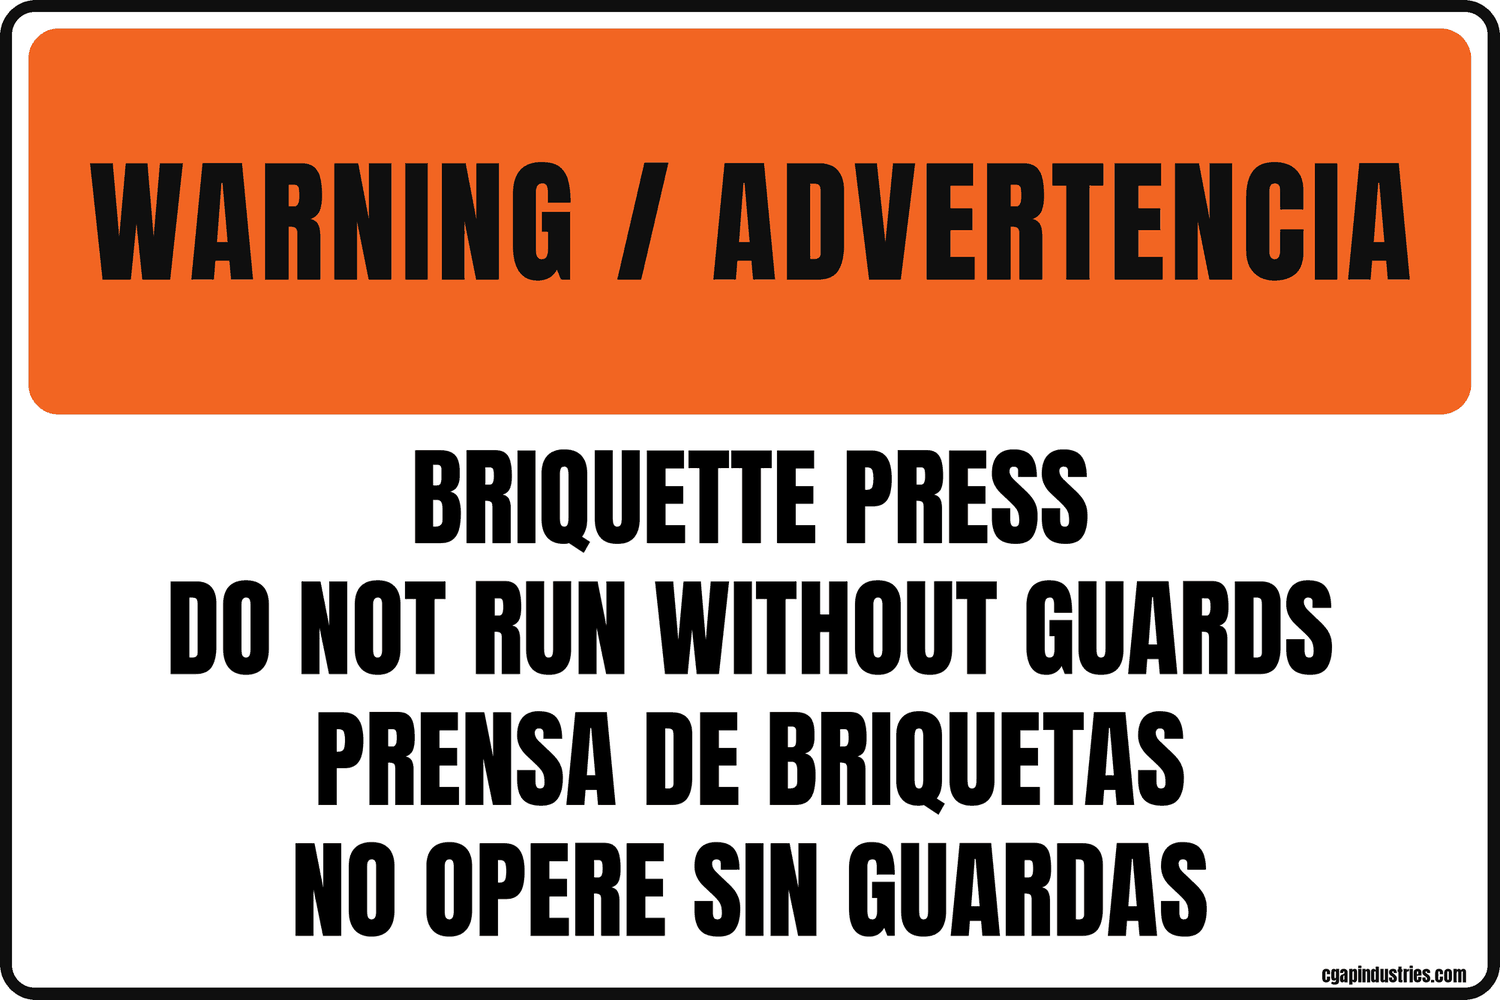 WARNING / ADVERTENCIA
BRIQUETTE PRESS
DO NOT RUN WITHOUT GUARDS
PRENSA DE BRIQUETAS
NO OPERE SIN GUARDAS
cgapindustries.com